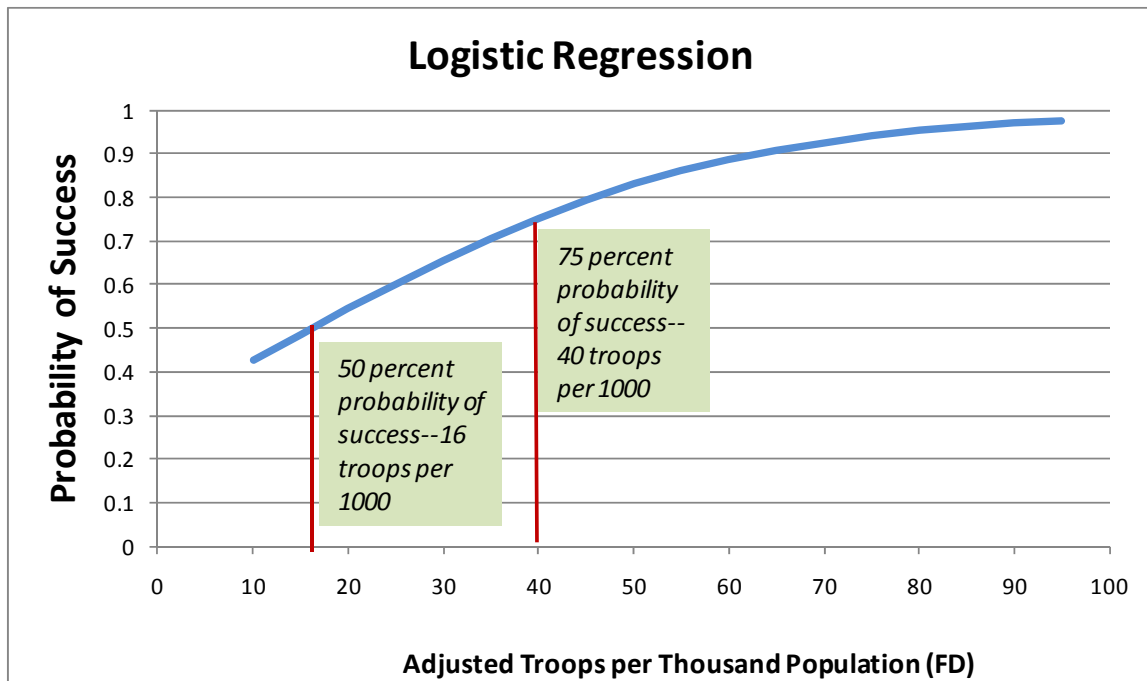 Logistic Regression
Probability of Success
1
0.9
0.8
0.7
0.6
0.5
0.4
0.3
0.2
0.1
0
75 percent
probability
of success--
40 troops
per 1000
50 percent
probability of
success--16
troops per
1000
0 10 20 30 40 50 60 70 80 90 100
Adjusted Troops per Thousand Population (FD)